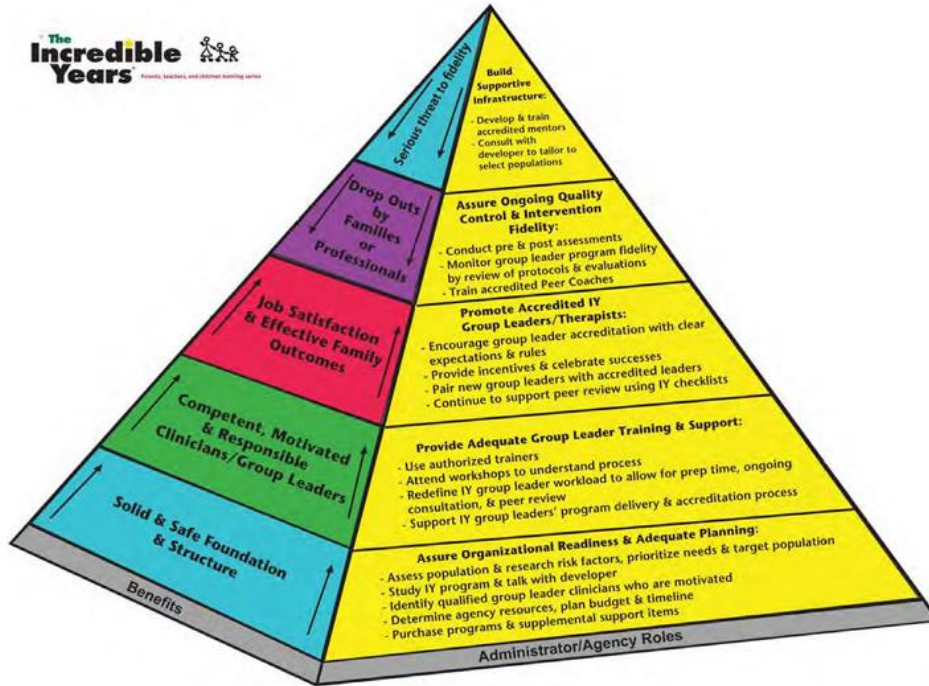 The
Incredible
Years®
Parents, teachers, and children training series
Serious threat to fidelity
Drop Outs
by
Families
or
Professionals
Job Satisfaction
& Effective Family
Outcomes
Competent, Motivated
& Responsible
Clinicians/Group Leaders
Solid & Safe Foundation
& Structure
Benefits
Build
Supportive
Infrastructure:
- Develop & train
accredited mentors
- Consult with
developer to tailor to
select populations
Assure Ongoing Quality
Control & Intervention
Fidelity:
- Conduct pre & post assessments
- Monitor group leader program fidelity
by review of protocols & evaluations
- Train accredited Peer Coaches
Promote Accredited IY
Group Leaders/Therapists:
- Encourage group leader accreditation with clear
expectations & rules
- Provide incentives & celebrate successes
- Pair new group leaders with accredited leaders
- Continue to support peer review using IY checklists
Provide Adequate Group Leader Training & Support:
- Use authorized trainers
- Attend workshops to understand process
- Redefine IY group leader workload to allow for prep time, ongoing
consultation, & peer review
- Support IY group leaders' program delivery & accreditation process
Assure Organizational Readiness & Adequate Planning:
- Assess population & research risk factors, prioritize needs & target population
- Study IY program & talk with developer
- Identify qualified group leader clinicians who are motivated
- Determine agency resources, plan budget & timeline
- Purchase programs & supplemental support items
Administrator/Agency Roles